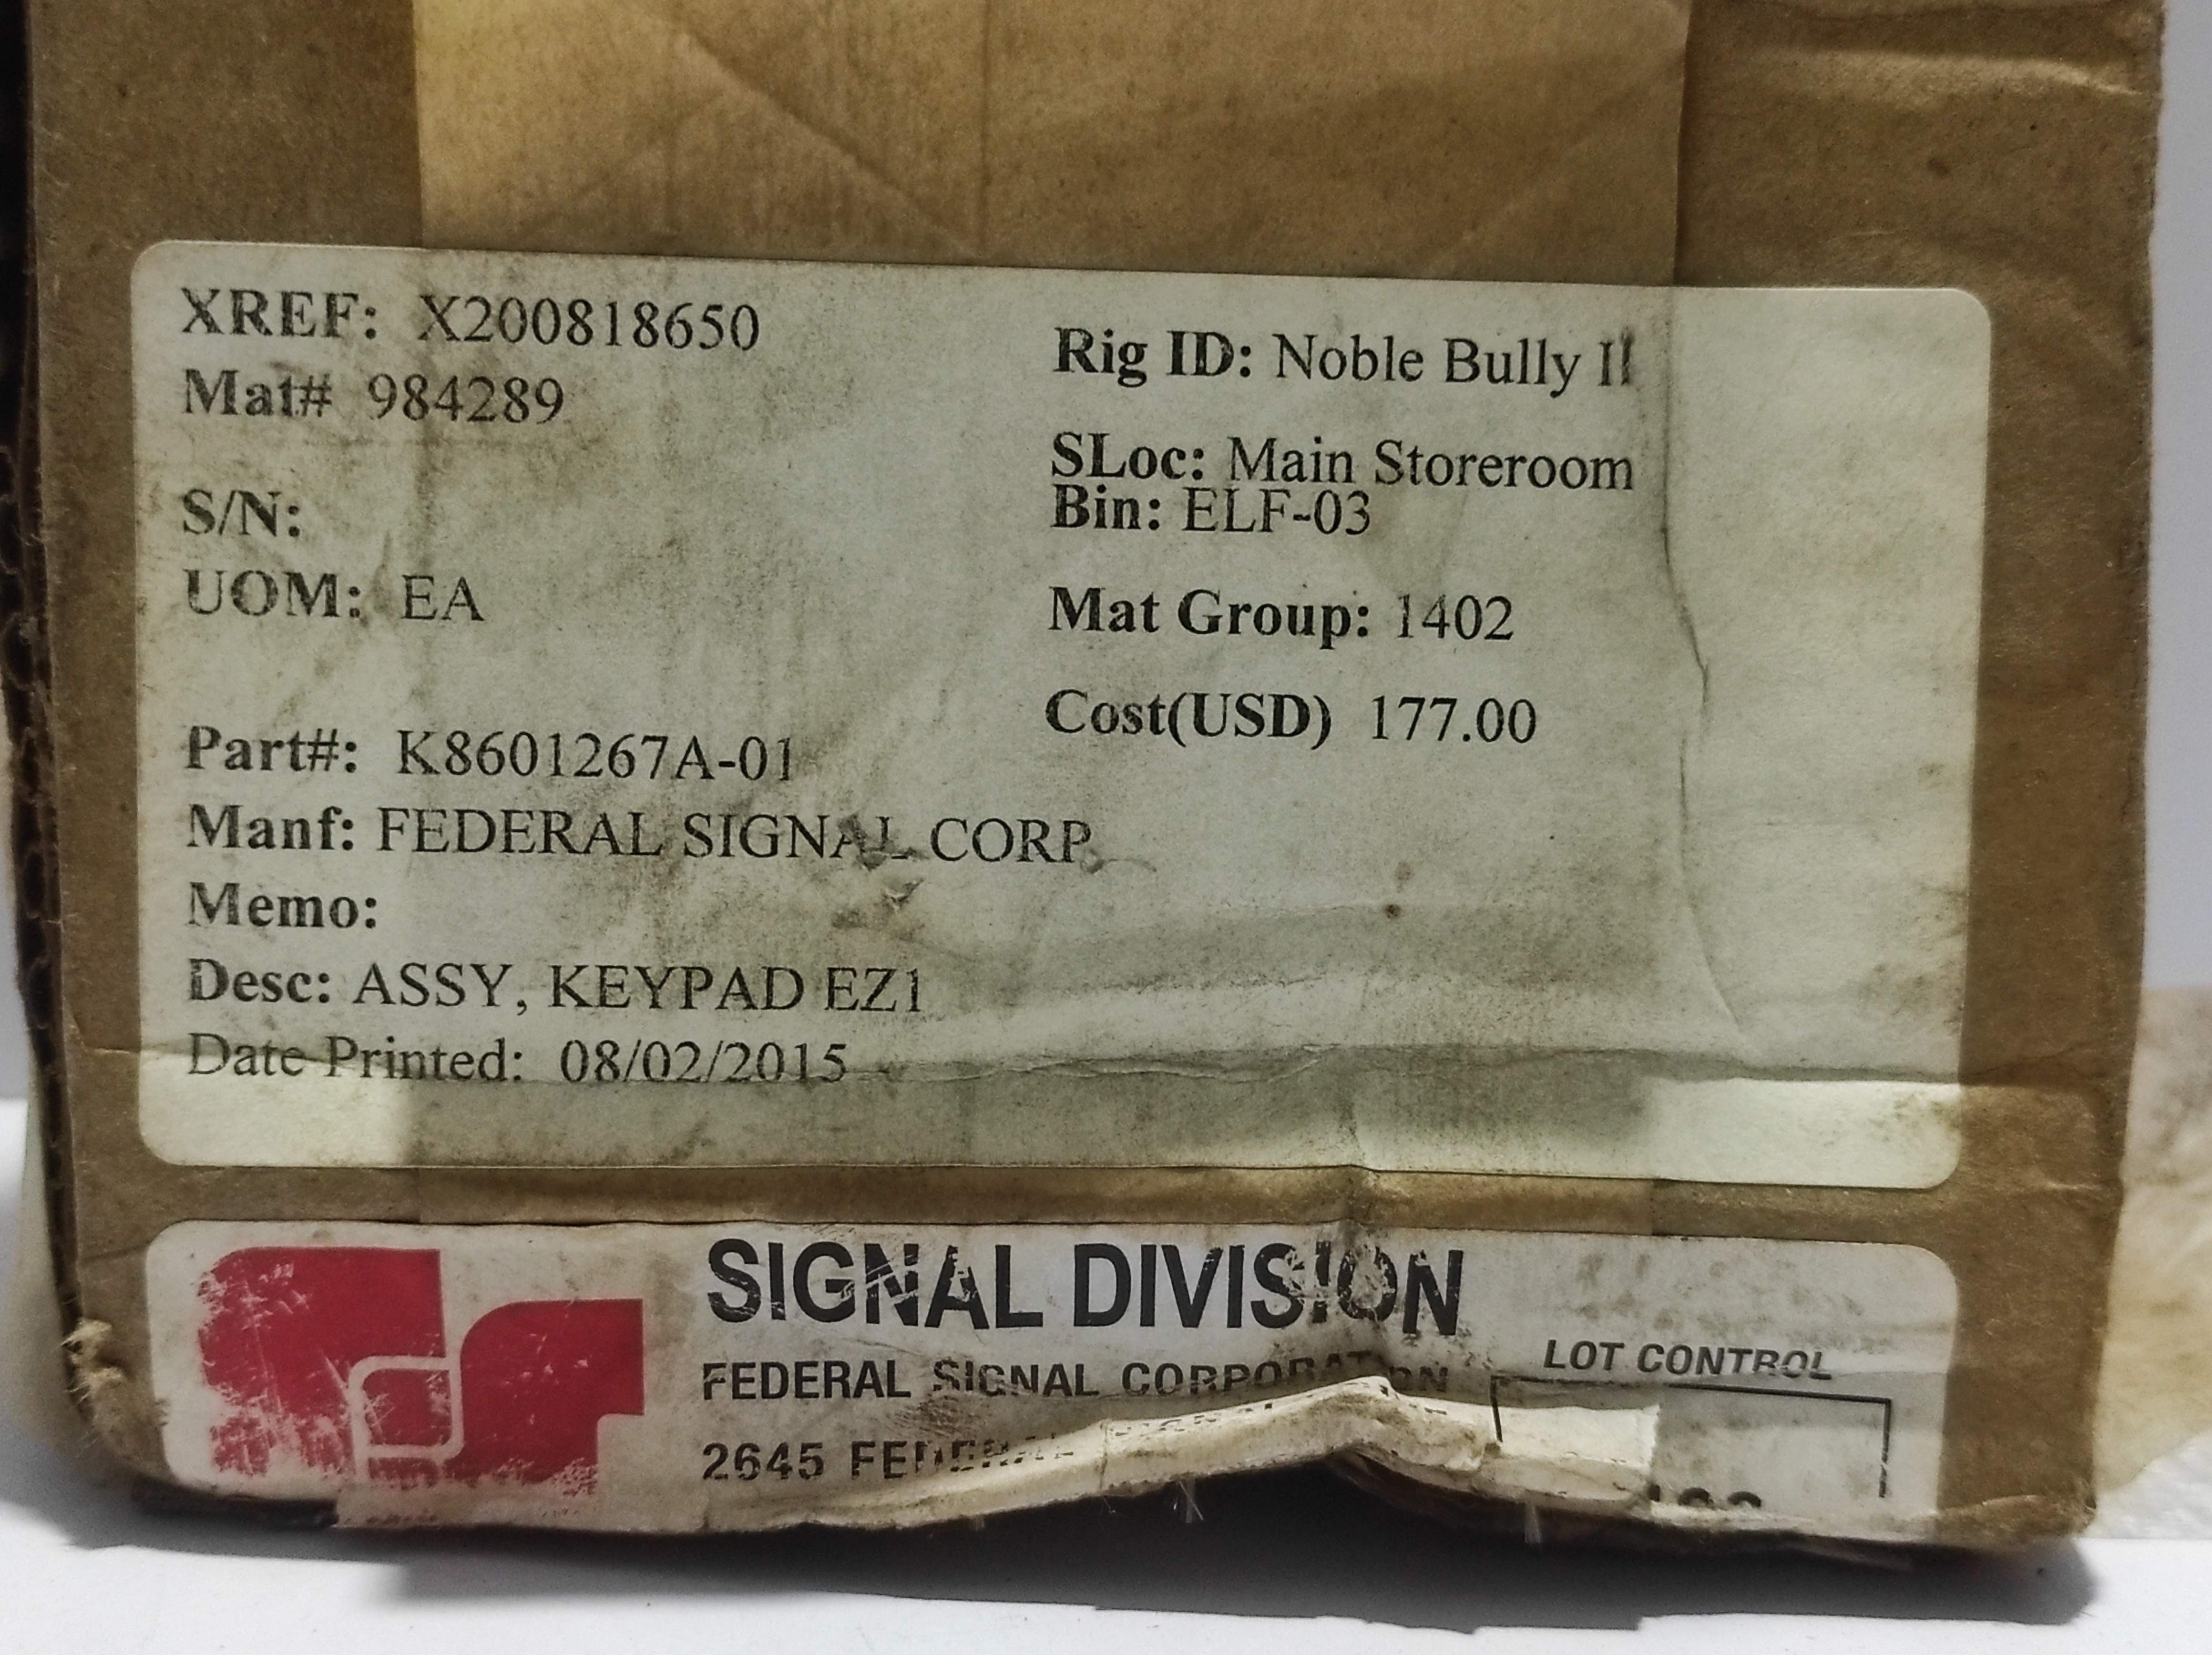 XREF: X200818650
Mat# 984289
S/N:
UOM: EA
Part#: K8601267A-01
Manf: FEDERAL SIGNAL CORP
Memo:
Desc: ASSY, KEYPAD EZ1
Date Printed: 08/02/2015
Rig ID: Noble Bully II
SLoc: Main Storeroom
Bin: ELF-03
Mat Group: 1402
Cost(USD) 177.00
SIGNAL DIVISION
FEDERAL SIGNAL CORPORATION
2645 FEDERAL
LOT CONTROL